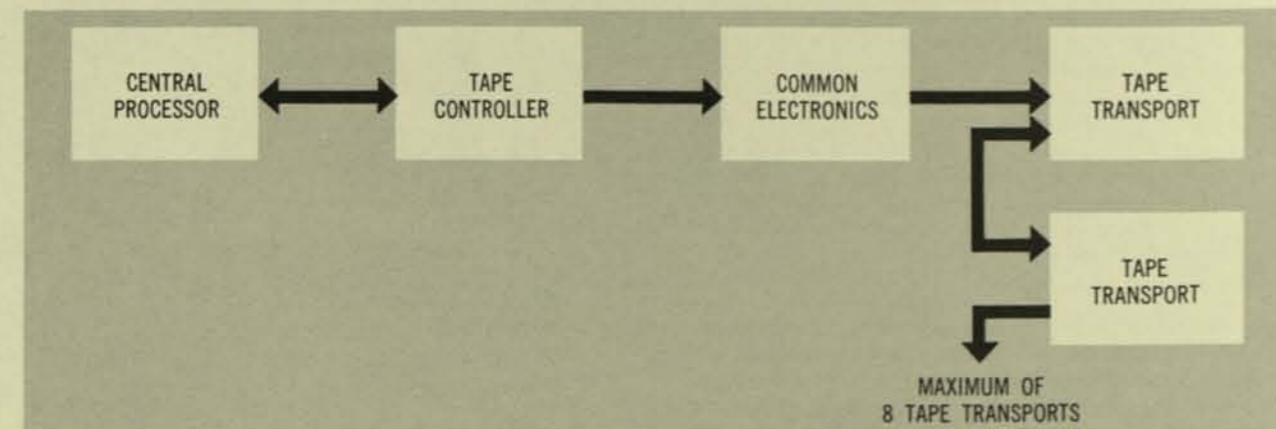 CENTRAL
PROCESSOR
TAPE
CONTROLLER
COMMON
ELECTRONICS
TAPE
TRANSPORT
TAPE
TRANSPORT
MAXIMUM OF
8 TAPE TRANSPORTS